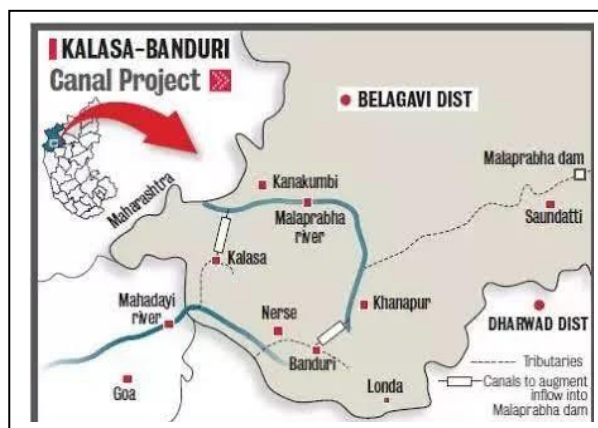 KALASA-BANDURI
Canal Project
BELAGAVI DIST
Malaprabha dam
Kanakumbi
Maharashtra
Malaprabha
river
Saundatti
Kalasa
Mahadayi
river
Nerse
Khanapur
DHARWAD DIST
Banduri
Tributaries
Goa
Londa
Canals to augment
inflow into
Malaprabha dam